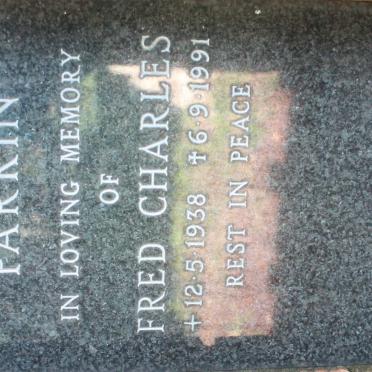 PARKIN
IN LOVING MEMORY
OF
FRED CHARLES
+12·5·1938 ✝6·9·1991
REST IN PEACE